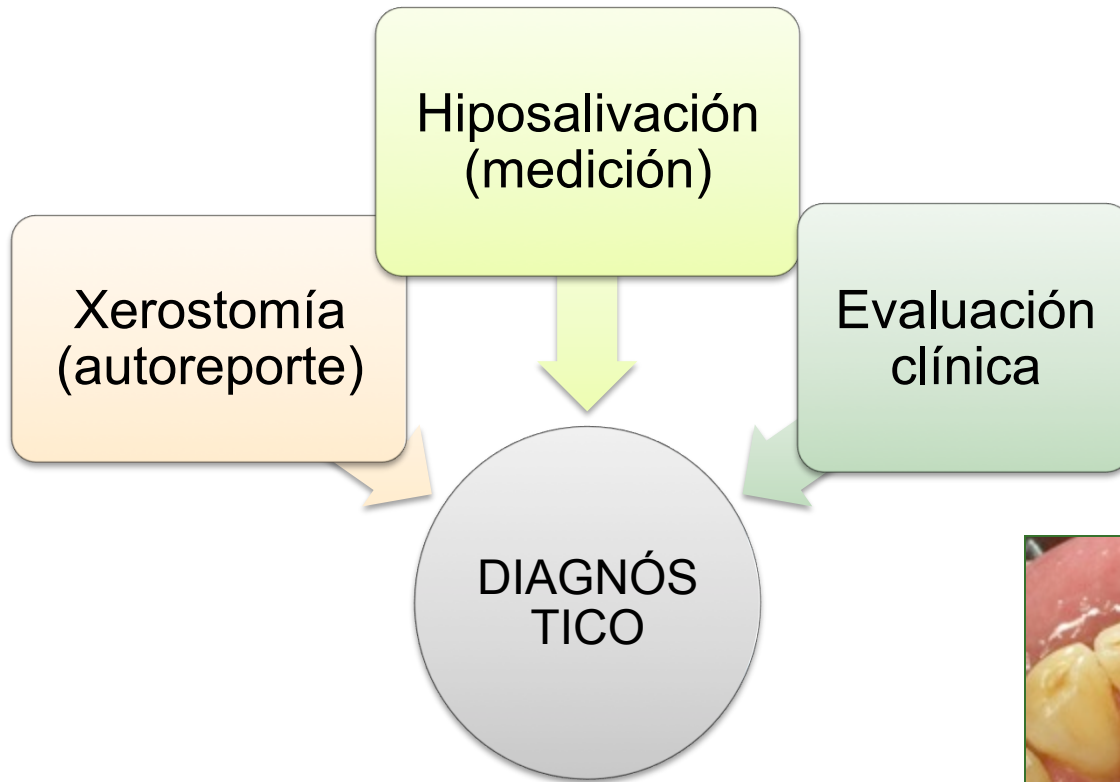 Hiposalivación
(medición)
Xerostomía
(autoreporte)
Evaluación
clínica
DIAGNÓS
TICO